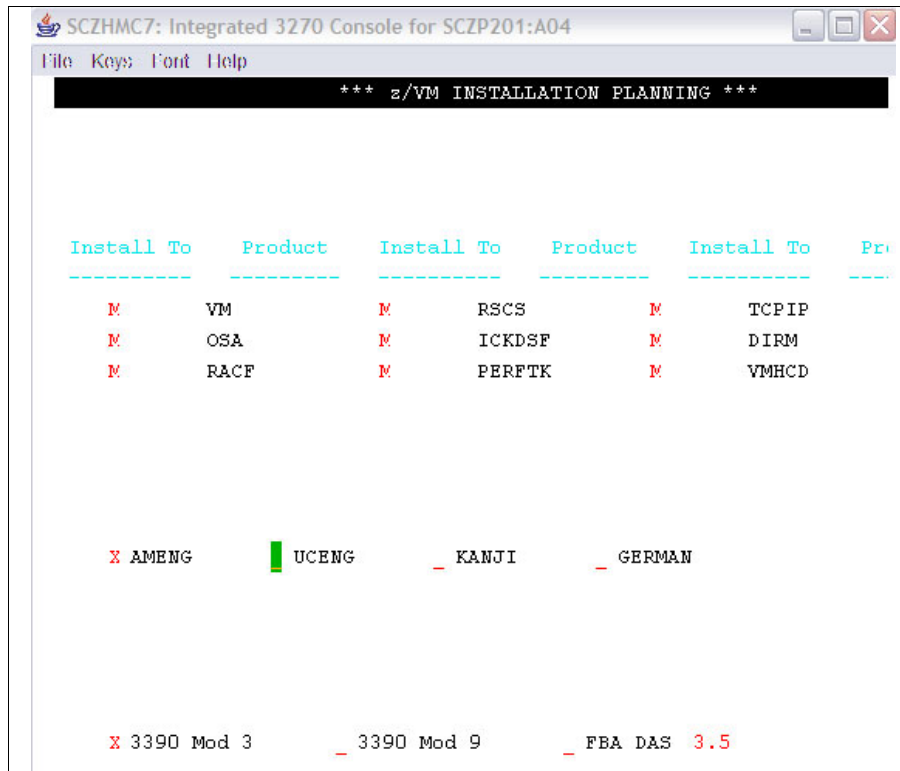 SCZHMC7: Integrated 3270 Console for SCZP201:A04
File Keys Font Help
*** z/VM INSTALLATION PLANNING ***
Install To Product Install To Product Install To Pr
---------- --------- ---------- --------- ---------- ---
M VM M RSCS M TCPIP
M OSA M ICKDSF M DIRM
M RACF M PERFTK M VMHCD
X AMENG _ UCENG _ KANJI _ GERMAN
X 3390 Mod 3 _ 3390 Mod 9 _ FBA DAS 3.5